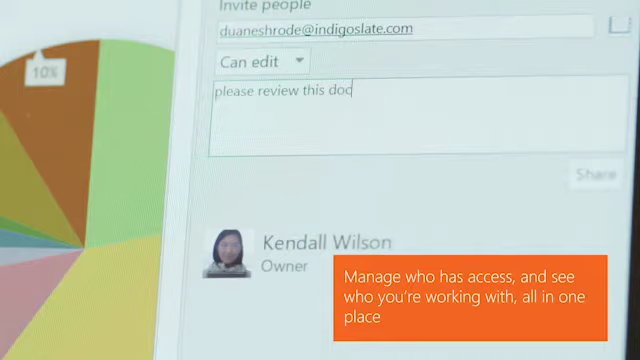 Invite people
duaneshrode@indigoslate.com
10%
Can edit
please review this doc
Share
Kendall Wilson
Owner
Manage who has access, and see
who you're working with, all in one
place